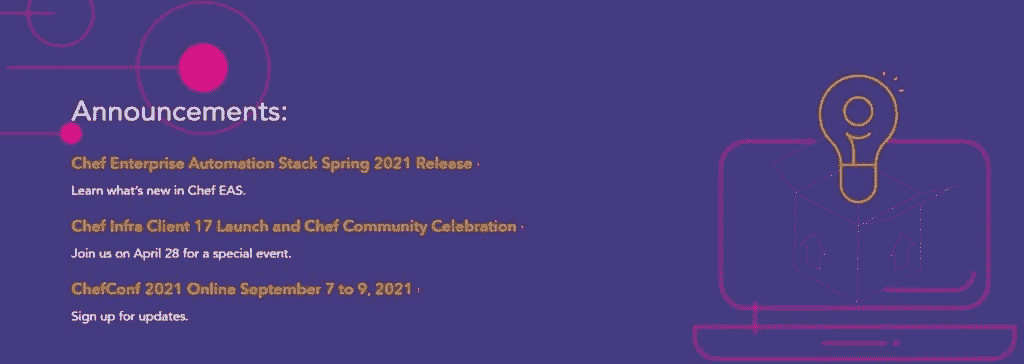 Announcements:
Chef Enterprise Automation Stack Spring 2021 Release ·
Learn what's new in Chef EAS.
Chef Infra Client 17 Launch and Chef Community Celebration ·
Join us on April 28 for a special event.
ChefConf 2021 Online September 7 to 9, 2021 ·
Sign up for updates.